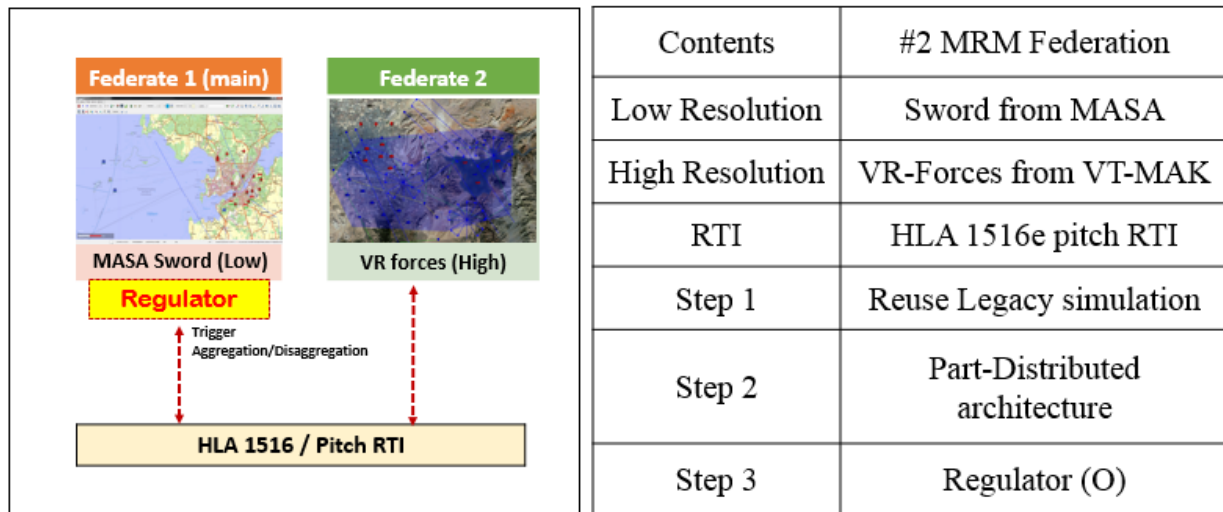 Federate 1 (main)
Federate 2
MASA Sword (Low)
VR forces (High)
Regulator
Trigger
Aggregation/Disaggregation
HLA 1516 / Pitch RTI
Contents
#2 MRM Federation
Low Resolution
Sword from MASA
High Resolution
VR-Forces from VT-MAK
RTI
HLA 1516e pitch RTI
Step 1
Reuse Legacy simulation
Step 2
Part-Distributed
architecture
Step 3
Regulator (O)